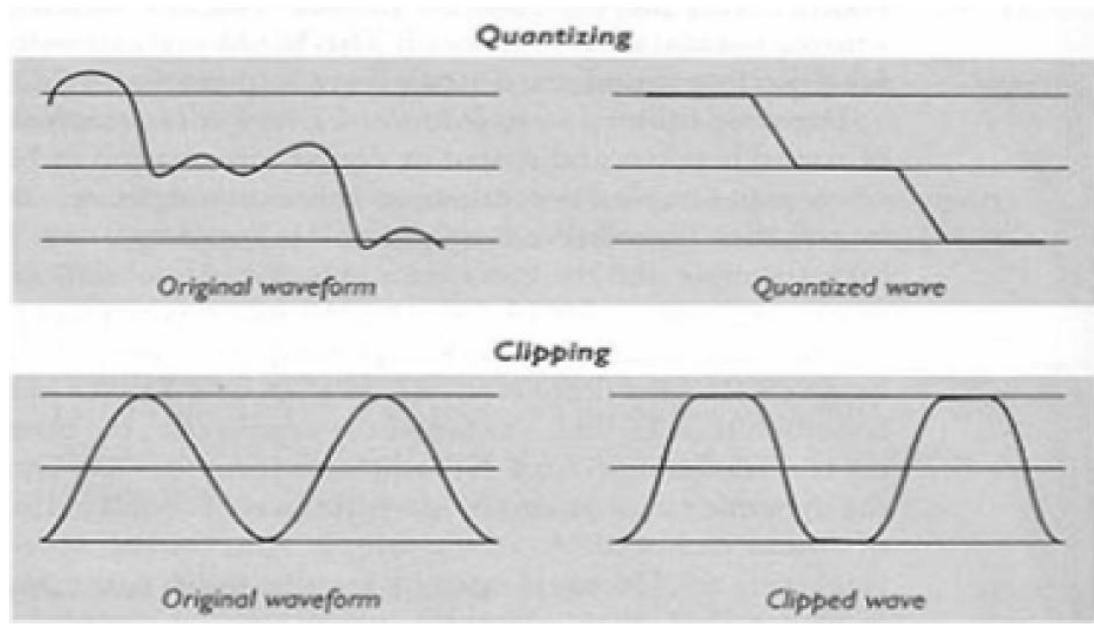 Quantizing
Original waveform
Quantized wave
Clipping
Original waveform
Clipped wave